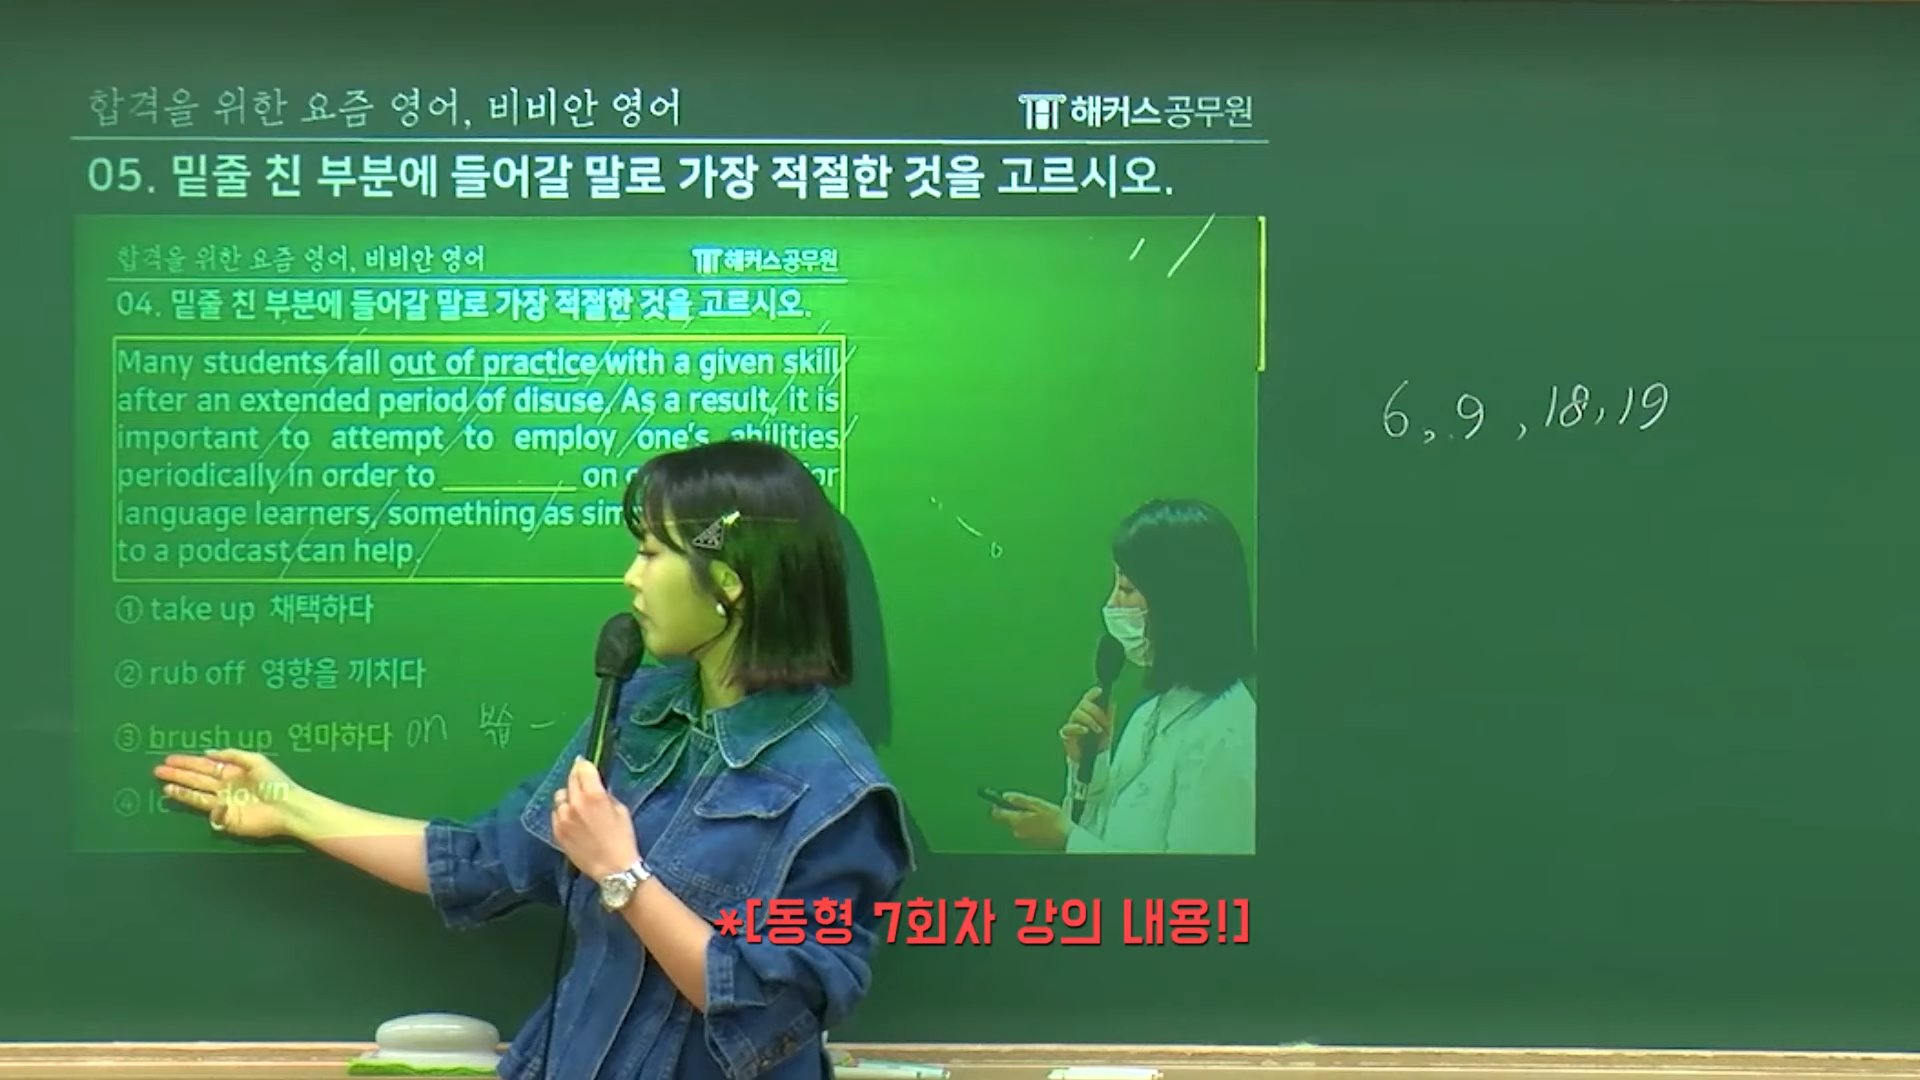 합격을 위한 요즘 영어, 비비안 영어
해커스공무원
05. 밑줄 친 부분에 들어갈 말로 가장 적절한 것을 고르시오.
합격을 위한 요즘 영어, 비비안 영어
해커스공무원
04. 밑줄 친 부분에 들어갈 말로 가장 적절한 것을 고르시오.
Many students fall out of practice with a given skill
after an extended period of disuse. As a result, it is
important to attempt to employ one's abilities
periodically in order to ______ on
language learners, something as
to a podcast can help.
① take up 채택하다
② rub off 영향을 끼치다
③ brush up 연마하다 on 복습 –
④ down
6, 9, 18, 19
*[동형 7회차 강의 내용!]